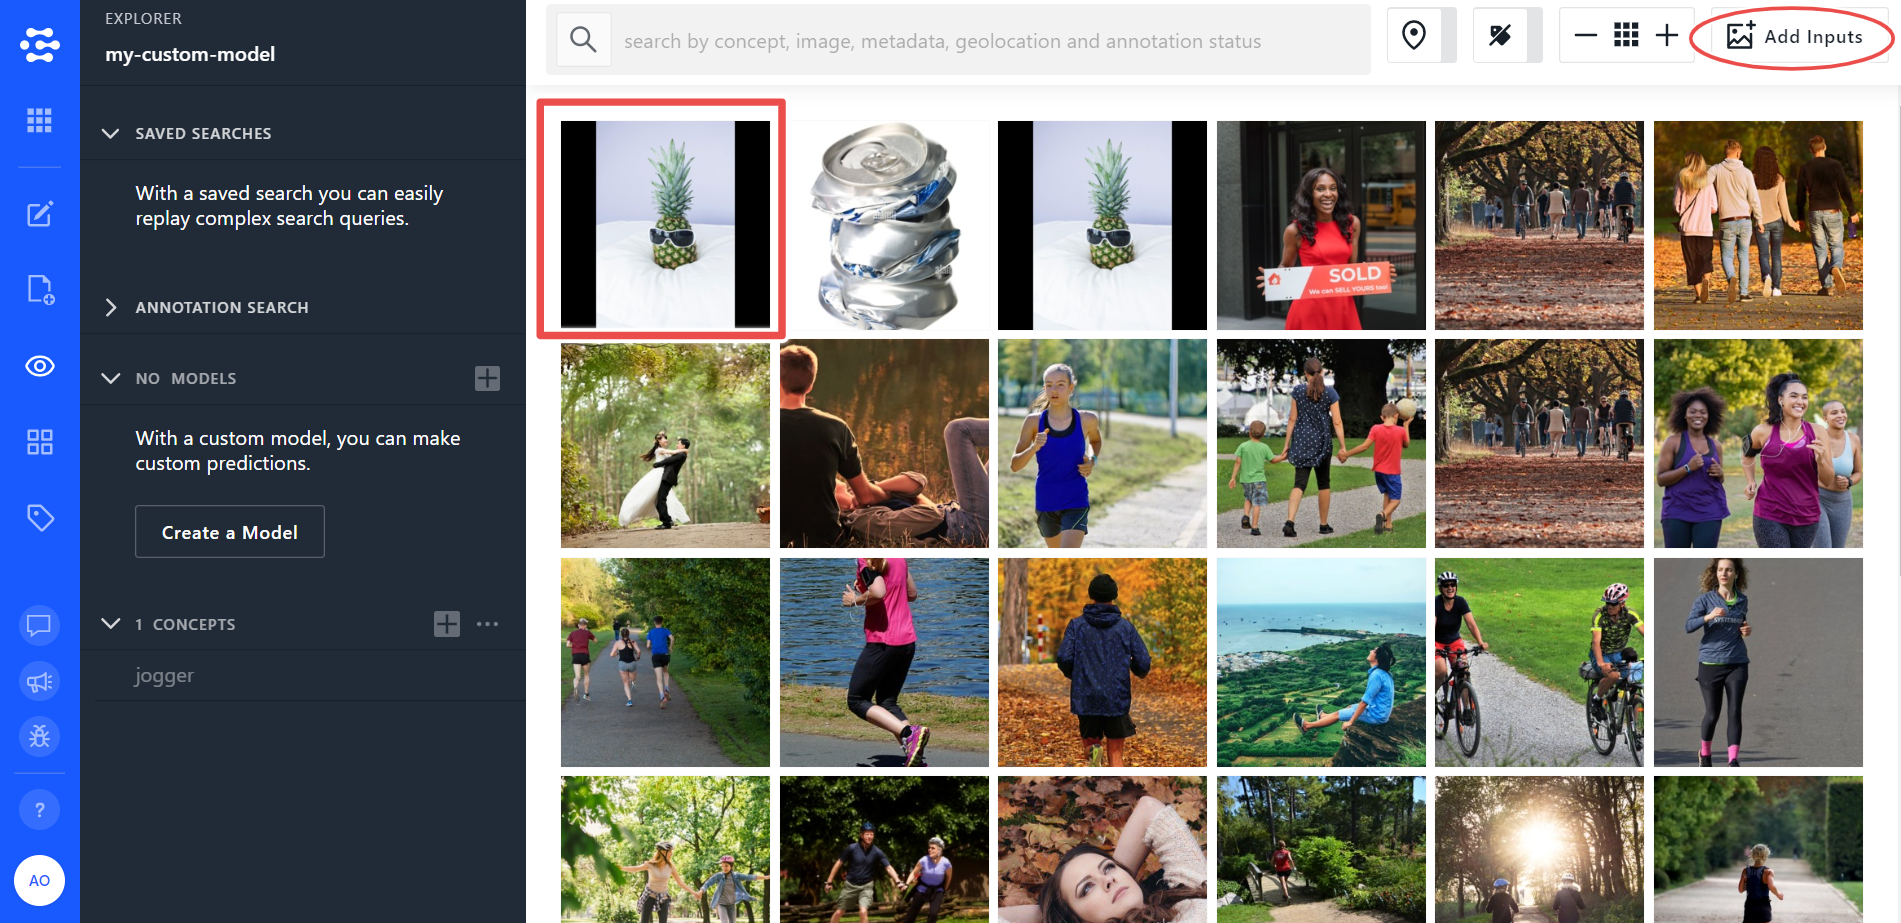 EXPLORER
my-custom-model
SAVED SEARCHES
With a saved search you can easily
replay complex search queries.
ANNOTATION SEARCH
NO MODELS
With a custom model, you can make
custom predictions.
Create a Model
1 CONCEPTS
jogger
?
AO
search by concept, image, metadata, geolocation and annotation status
Add Inputs
SOLD
We can SELL YOURS too!